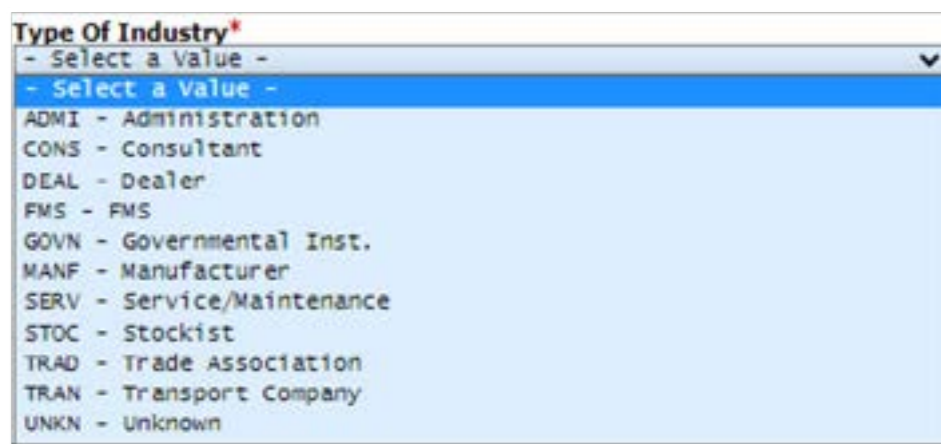 Type Of Industry*
- Select a Value -
- Select a Value -
ADMI - Administration
CONS - Consultant
DEAL - Dealer
FMS - FMS
GOVN - Governmental Inst.
MANF - Manufacturer
SERV - Service/Maintenance
STOC - Stockist
TRAD - Trade Association
TRAN - Transport Company
UNKN - Unknown